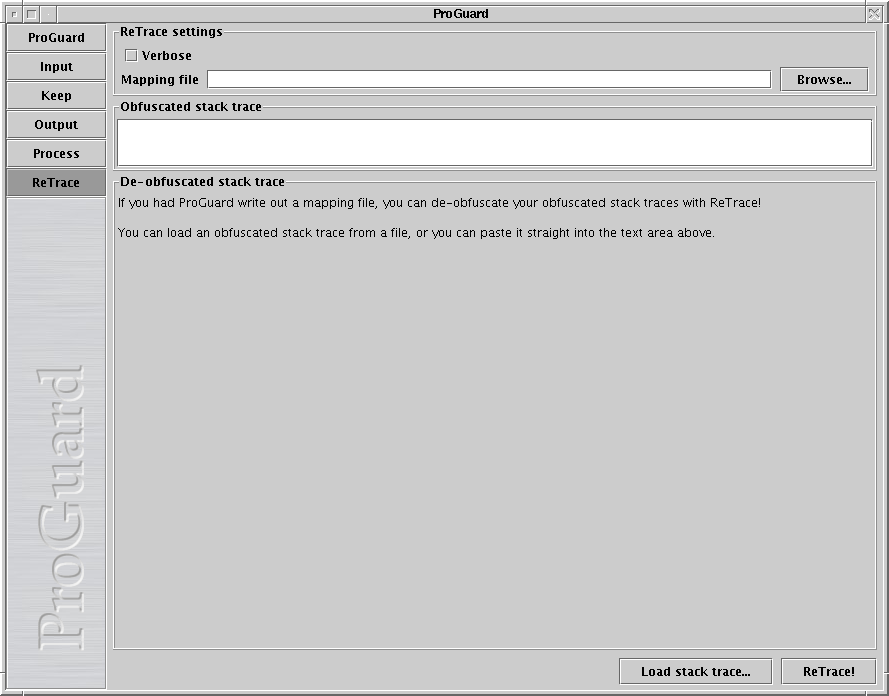 ProGuard
ProGuard
Input
Keep
Output
Process
ReTrace
ProGuard
ReTrace settings
Verbose
Mapping file
Browse...
Obfuscated stack trace
De-obfuscated stack trace
If you had ProGuard write out a mapping file, you can de-obfuscate your obfuscated stack traces with ReTrace!
You can load an obfuscated stack trace from a file, or you can paste it straight into the text area above.
Load stack trace...
ReTrace!